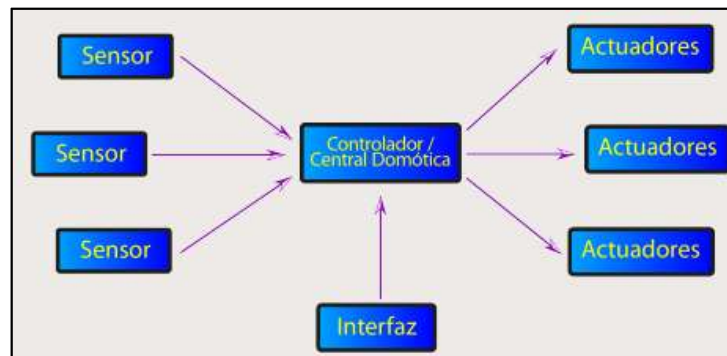 Sensor
Sensor
Sensor
Controlador /
Central Domótica
Interfaz
Actuadores
Actuadores
Actuadores